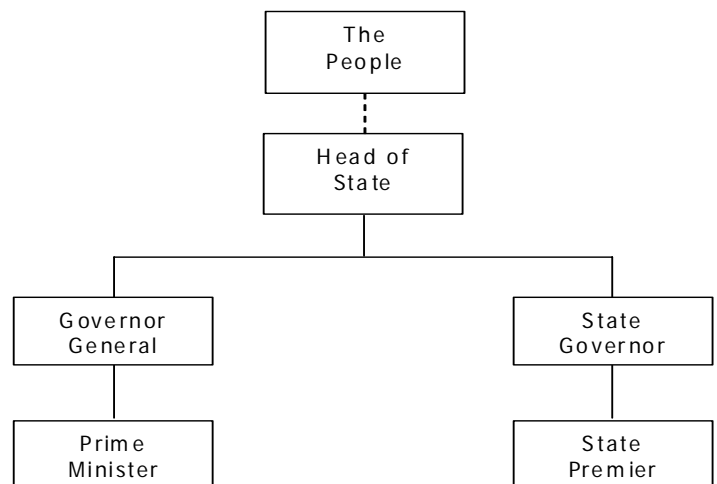 The
People
Head of
State
Governor
General
State
Governor
Prime
Minister
State
Premier